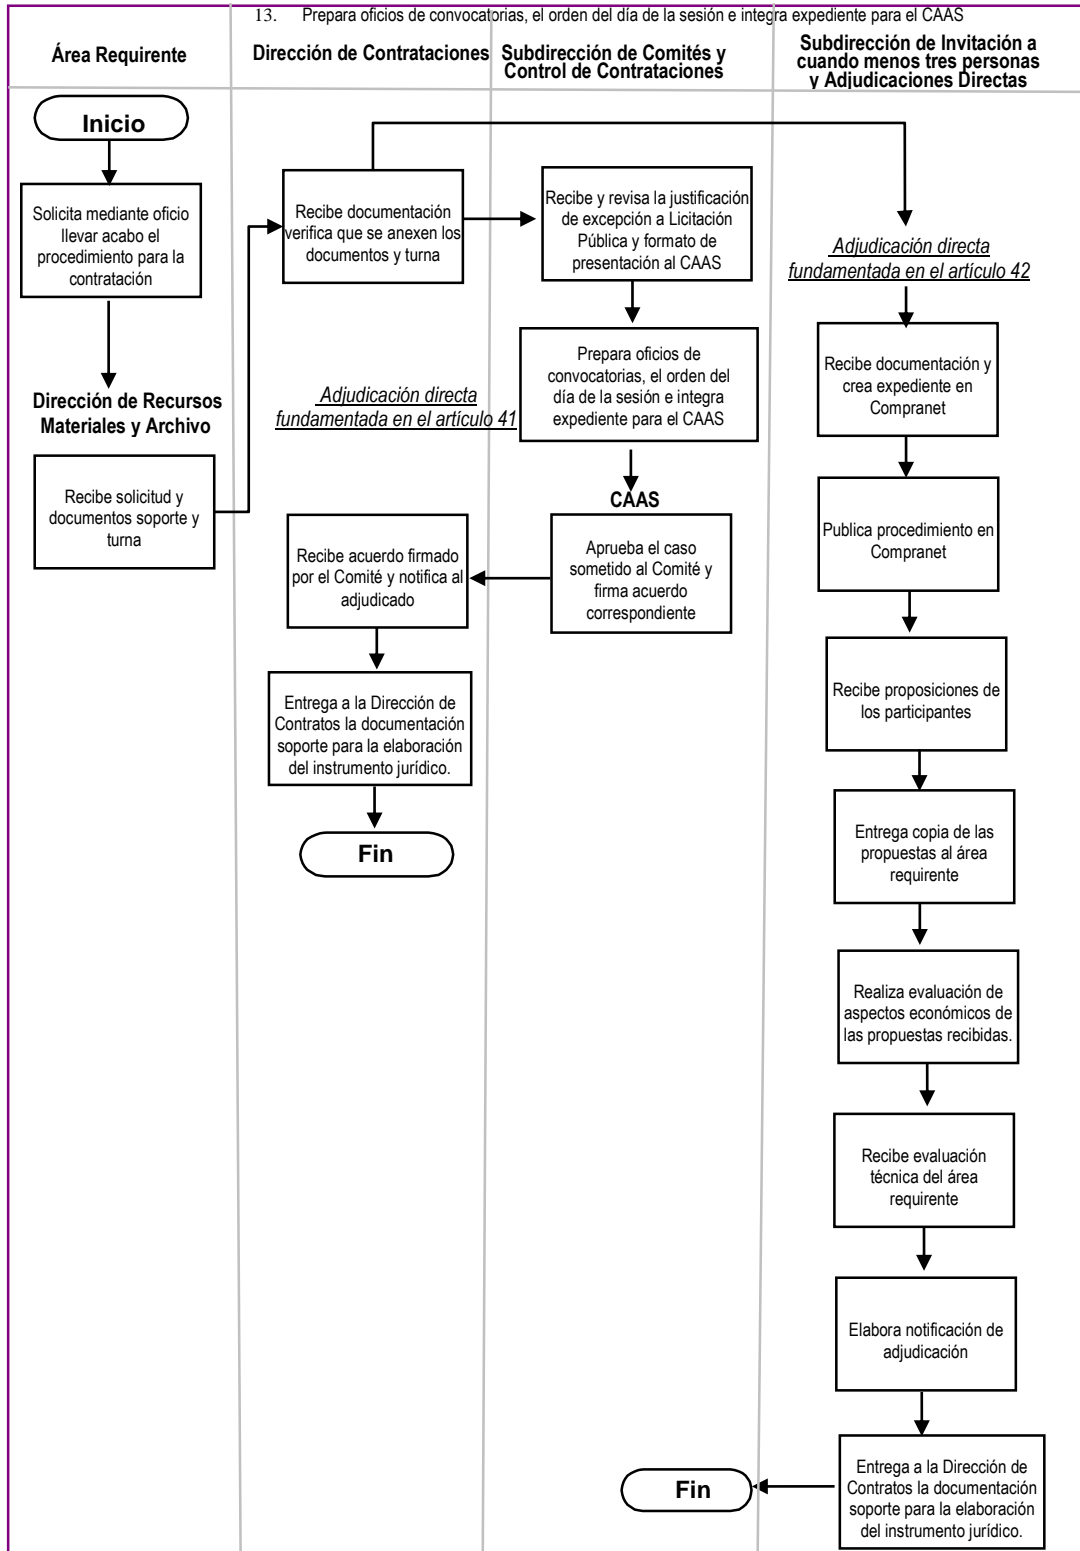 13. Prepara oficios de convocatorias, el orden del día de la sesión e integra expediente para el CAAS
Área Requirente
Dirección de Contrataciones
Subdirección de Comités y
Control de Contrataciones
Subdirección de Invitación a
cuando menos tres personas
y Adjudicaciones Directas
Inicio
Solicita mediante oficio
llevar acabo el
procedimiento para la
contratación
Dirección de Recursos
Materiales y Archivo
Recibe solicitud y
documentos soporte y
turna
Recibe documentación
verifica que se anexen los
documentos y turna
Adjudicación directa
fundamentada en el artículo 41
Recibe y revisa la justificación
de excepción a Licitación
Pública y formato de
presentación al CAAS
Prepara oficios de
convocatorias, el orden del
día de la sesión e integra
expediente para el CAAS
CAAS
Aprueba el caso
sometido al Comité y
firma acuerdo
correspondiente
Recibe acuerdo firmado
por el Comité y notifica al
adjudicado
Entrega a la Dirección de
Contratos la documentación
soporte para la elaboración
del instrumento jurídico.
Fin
Adjudicación directa
fundamentada en el artículo 42
Recibe documentación y
crea expediente en
Compranet
Publica procedimiento en
Compranet
Recibe proposiciones de
los participantes
Entrega copia de las
propuestas al área
requirente
Realiza evaluación de
aspectos económicos de
las propuestas recibidas.
Recibe evaluación
técnica del área
requirente
Elabora notificación de
adjudicación
Entrega a la Dirección de
Contratos la documentación
soporte para la elaboración
del instrumento jurídico.
Fin